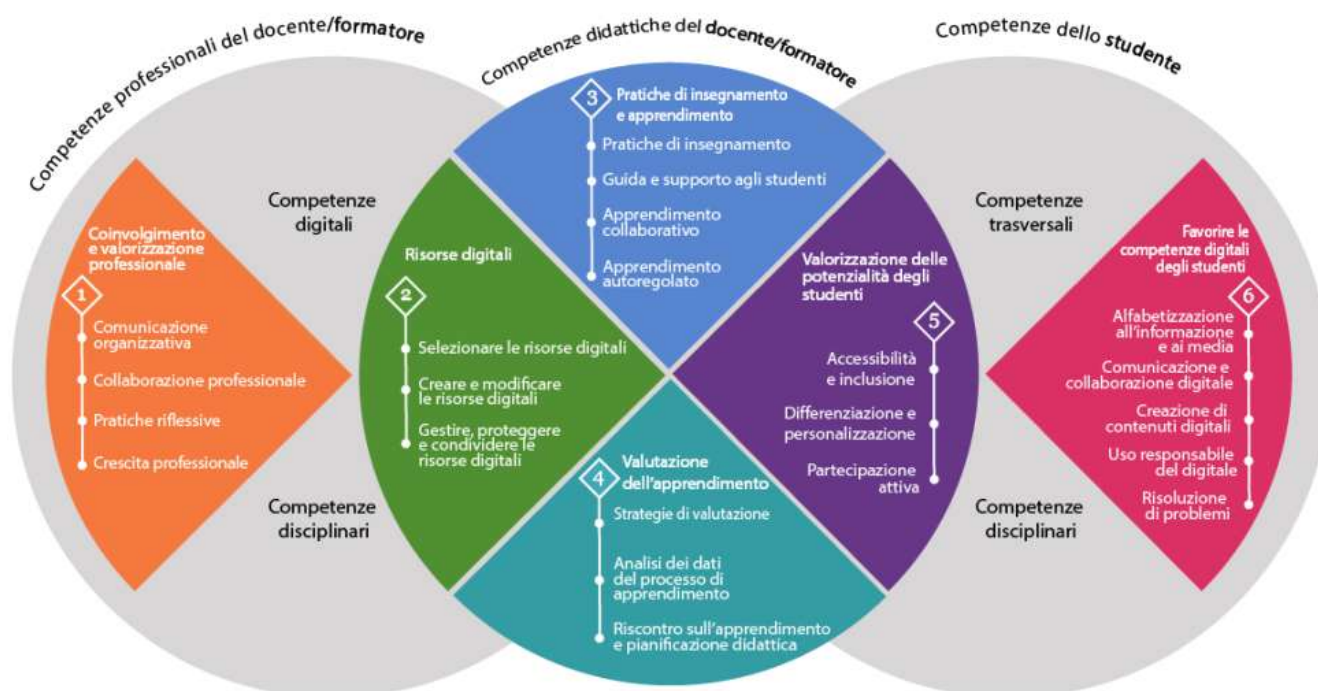 Competenze professionali del docente/formatore
Competenze didattiche del docente/formatore
Competenze dello studente
Coinvolgimento
e valorizzazione
professionale
1
Comunicazione
organizzativa
Collaborazione professionale
Pratiche riflessive
Crescita professionale
Competenze
digitali
Competenze
disciplinari
Risorse digitali
2
Selezionare le risorse digitali
Creare e modificare
le risorse digitali
Gestire, proteggere
e condividere le
risorse digitali
3
Pratiche di insegnamento
e apprendimento
Pratiche di insegnamento
Guida e supporto agli studenti
Apprendimento
collaborativo
Apprendimento
autoregolato
4
Valutazione
dell'apprendimento
Strategie di valutazione
Analisi dei dati
del processo di
apprendimento
Riscontro sull'apprendimento
e pianificazione didattica
Valorizzazione delle
potenzialità degli
studenti
5
Accessibilità
e inclusione
Differenziazione e
personalizzazione
Partecipazione
attiva
Competenze
trasversali
Competenze
disciplinari
Favorire le
competenze digitali
degli studenti
6
Alfabetizzazione
all'informazione
e ai media
Comunicazione e
collaborazione digitale
Creazione di
contenuti digitali
Uso responsabile
del digitale
Risoluzione
di problemi